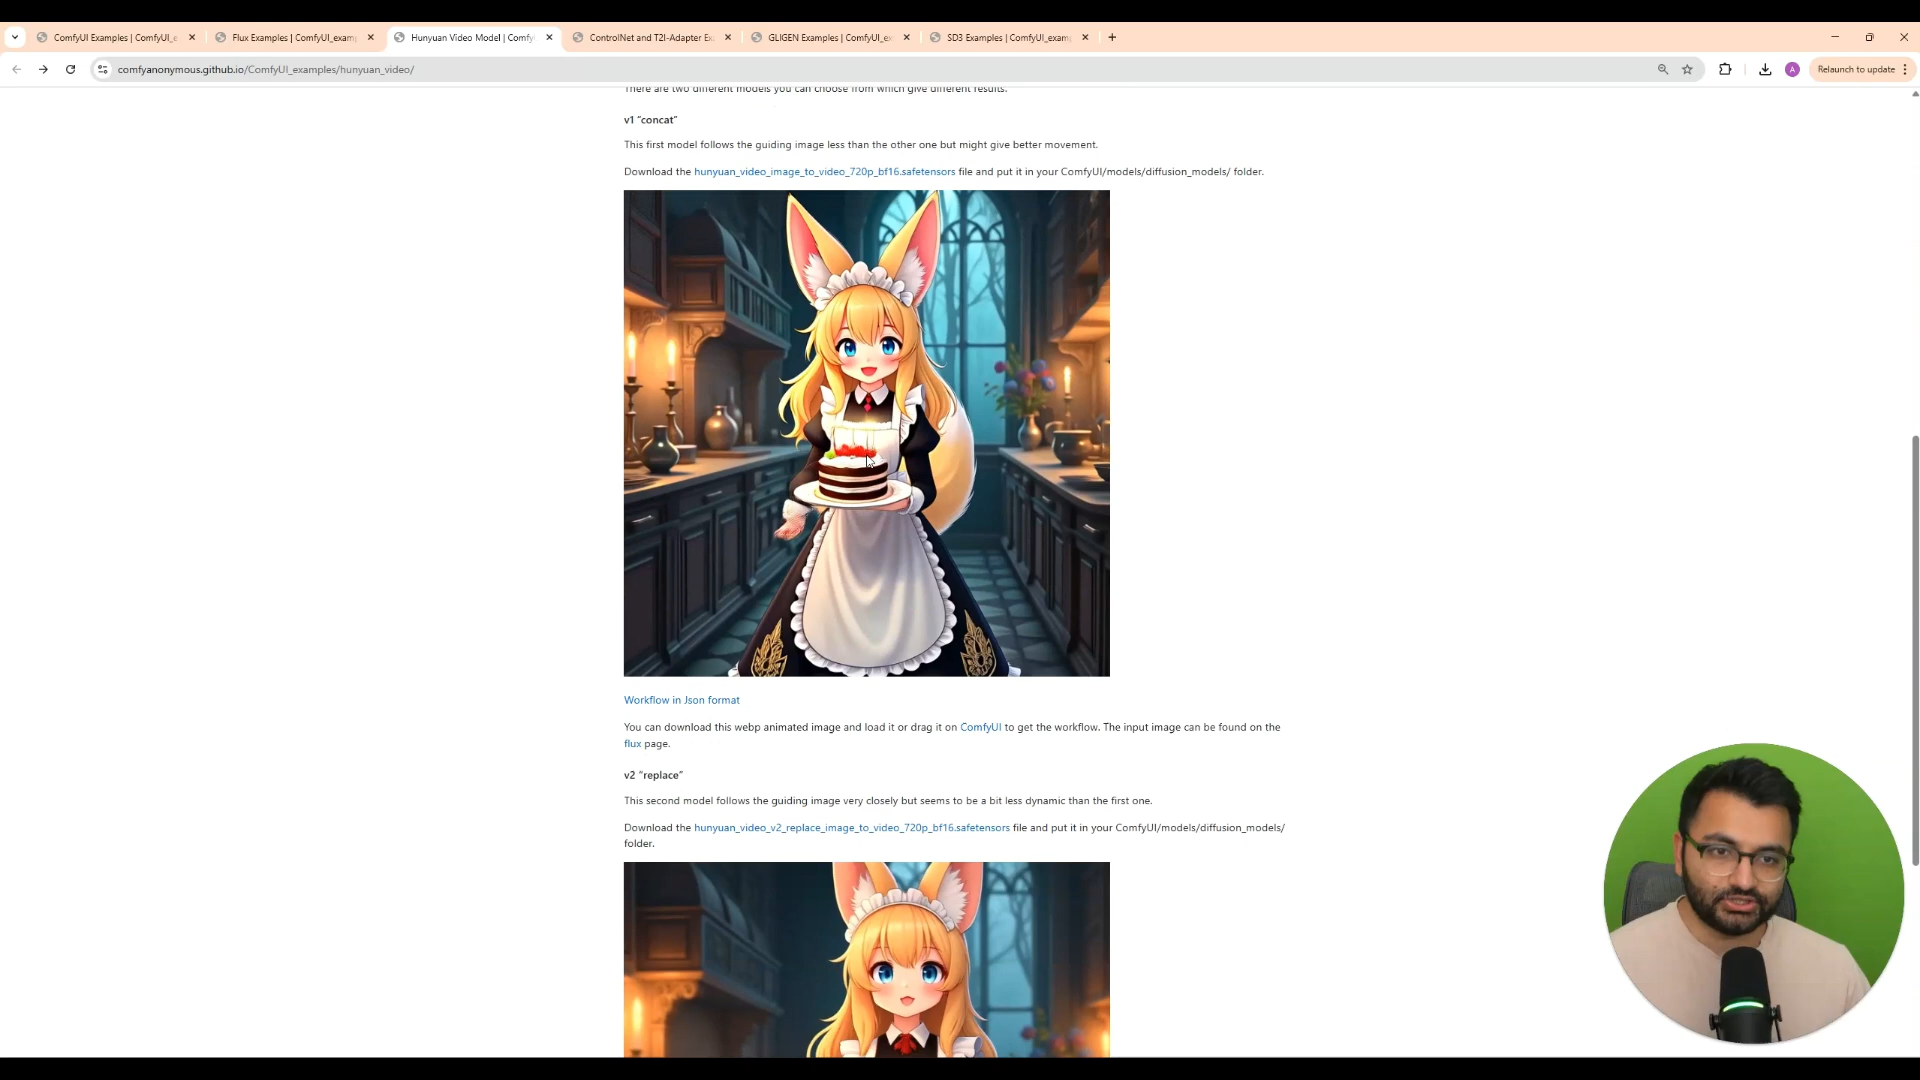 ComfyUI Examples | ComfyUI_e
Flux Examples | ComfyUI_exam
Hunyuan Video Model | Comfy
ControlNet and T2I-Adapter Ex
GLIGEN Examples | ComfyUI_ex
SD3 Examples | ComfyUI_examp
comfyanonymous.github.io/ComfyUI_examples/hunyuan_video/
A
Relaunch to update
There are two different models you can choose from which give different results.
v1 “concat”
This first model follows the guiding image less than the other one but might give better movement.
Download the hunyuan_video_image_to_video_720p_bf16.safetensors file and put it in your ComfyUI/models/diffusion_models/ folder.
Workflow in Json format
You can download this webp animated image and load it or drag it on ComfyUI to get the workflow. The input image can be found on the
flux page.
v2 “replace”
This second model follows the guiding image very closely but seems to be a bit less dynamic than the first one.
Download the hunyuan_video_v2_replace_image_to_video_720p_bf16.safetensors file and put it in your ComfyUI/models/diffusion_models/
folder.